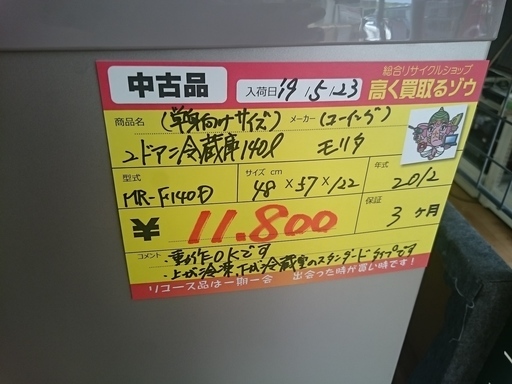 中古品 入荷日 19.5.23 総合リサイクルショップ
高く買取るゾウ
商品名 (単身向けサイズ) メーカー (ユーイング)
2ドアン冷蔵庫140ℓ モリタ
型式 サイズ cm 年式
MR-F140D 48×57×122 2012
¥ 11.800 保証 3ヶ月
コメント 動作OKです
・上が冷凍下が冷蔵室のスタンダードタイプです
リユース品は一期一会 出会った時が買い時です!